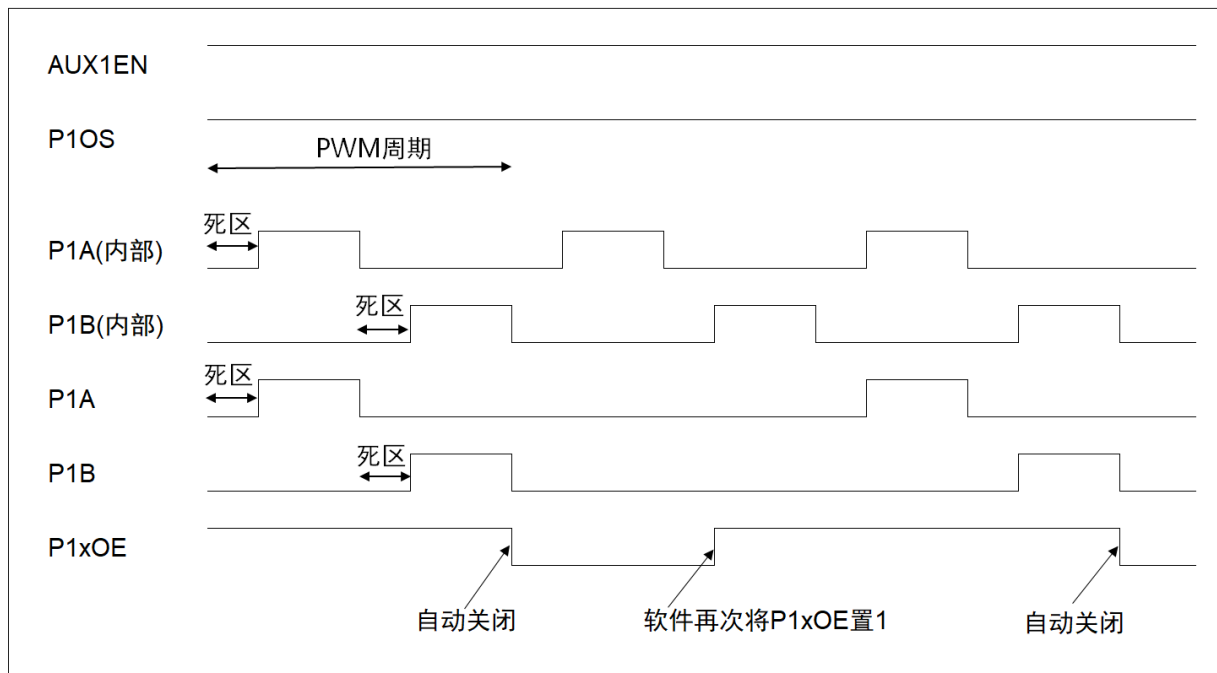 AUX1EN
P1OS
PWM周期
死区
P1A(内部)
死区
P1B(内部)
死区
P1A
死区
P1B
P1xOE
自动关闭
软件再次将P1xOE置1
自动关闭